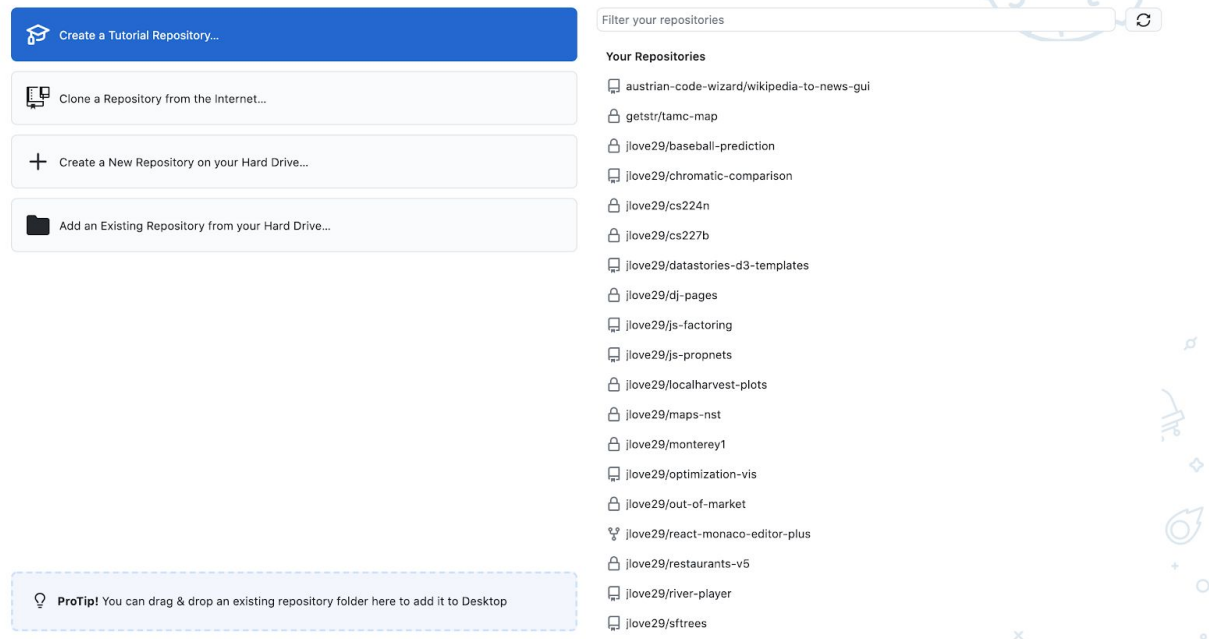 Create a Tutorial Repository...
Clone a Repository from the Internet...
Create a New Repository on your Hard Drive...
Add an Existing Repository from your Hard Drive...
ProTip! You can drag & drop an existing repository folder here to add it to Desktop
Filter your repositories
Your Repositories
austrian-code-wizard/wikipedia-to-news-gui
getstr/tamc-map
jlove29/baseball-prediction
jlove29/chromatic-comparison
jlove29/cs224n
jlove29/cs227b
jlove29/datastories-d3-templates
jlove29/dj-pages
jlove29/js-factoring
jlove29/js-propnets
jlove29/localharvest-plots
jlove29/maps-nst
jlove29/monterey1
jlove29/optimization-vis
jlove29/out-of-market
jlove29/react-monaco-editor-plus
jlove29/restaurants-v5
jlove29/river-player
jlove29/sftrees